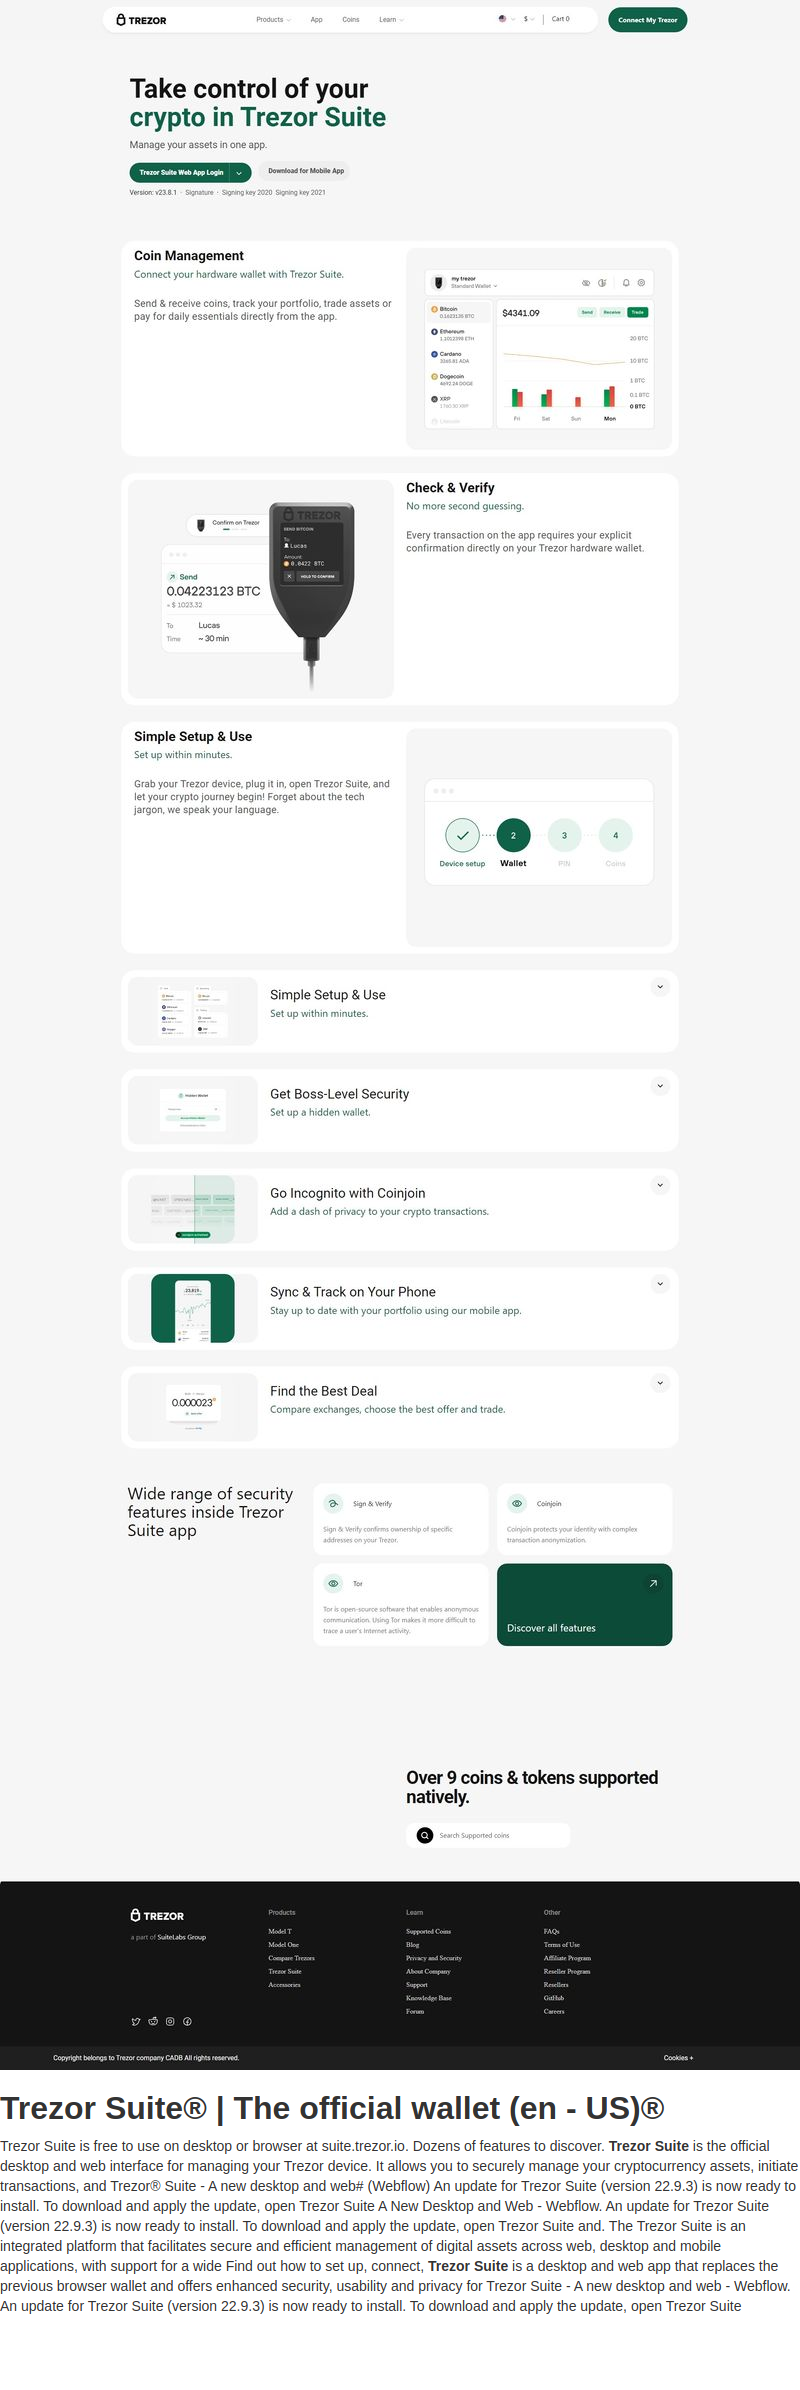 TREZOR
Products App Coins Learn $ Cart 0 Connect My Trezor
Take control of your
crypto in Trezor Suite
Manage your assets in one app.
Trezor Suite Web App Login Download for Mobile App
Version: v23.8.1 · Signature · Signing key 2020 Signing key 2021
Coin Management
Connect your hardware wallet with Trezor Suite.
Send & receive coins, track your portfolio, trade assets or
pay for daily essentials directly from the app.
my trezor
Standard Wallet
Bitcoin
0.1623135 BTC
Ethereum
1.1012398 ETH
Cardano
3265.81 ADA
Dogecoin
4692.24 DOGE
XRP
1760.30 XRP
Litecoin
$4341.09 Send Receive Trade
20 BTC
10 BTC
1 BTC
0.1 BTC
0 BTC
Fri Sat Sun Mon
Confirm on Trezor
Send
0.04223123 BTC
≈ $ 1023.32
To Lucas
Time ~ 30 min
TREZOR
SEND BITCOIN
To:
Lucas
Amount:
0.0422 BTC
HOLD TO CONFIRM
Check & Verify
No more second guessing.
Every transaction on the app requires your explicit
confirmation directly on your Trezor hardware wallet.
Simple Setup & Use
Set up within minutes.
Grab your Trezor device, plug it in, open Trezor Suite, and
let your crypto journey begin! Forget about the tech
jargon, we speak your language.
2 3 4
Device setup Wallet PIN Coins
Simple Setup & Use
Set up within minutes.
Hidden Wallet
Get Boss-Level Security
Set up a hidden wallet.
Go Incognito with Coinjoin
Add a dash of privacy to your crypto transactions.
Sync & Track on Your Phone
Stay up to date with your portfolio using our mobile app.
0.000023
Find the Best Deal
Compare exchanges, choose the best offer and trade.
Wide range of security
features inside Trezor
Suite app
Sign & Verify
Sign & Verify confirms ownership of specific
addresses on your Trezor.
Coinjoin
Coinjoin protects your identity with complex
transaction anonymization.
Tor
Tor is open-source software that enables anonymous
communication. Using Tor makes it more difficult to
trace a user's Internet activity.
Discover all features
Over 9 coins & tokens supported
natively.
Search Supported coins
TREZOR
a part of SuiteLabs Group
Products
Model T
Model One
Compare Trezors
Trezor Suite
Accessories
Learn
Supported Coins
Blog
Privacy and Security
About Company
Support
Knowledge Base
Forum
Other
FAQs
Terms of Use
Affiliate Program
Reseller Program
Resellers
GitHub
Careers
Copyright belongs to Trezor company CADB All rights reserved.
Cookies +
Trezor Suite® | The official wallet (en - US)®
Trezor Suite is free to use on desktop or browser at suite.trezor.io. Dozens of features to discover. Trezor Suite is the official
desktop and web interface for managing your Trezor device. It allows you to securely manage your cryptocurrency assets, initiate
transactions, and Trezor® Suite - A new desktop and web# (Webflow) An update for Trezor Suite (version 22.9.3) is now ready to
install. To download and apply the update, open Trezor Suite A New Desktop and Web - Webflow. An update for Trezor Suite
(version 22.9.3) is now ready to install. To download and apply the update, open Trezor Suite and. The Trezor Suite is an
integrated platform that facilitates secure and efficient management of digital assets across web, desktop and mobile
applications, with support for a wide Find out how to set up, connect, Trezor Suite is a desktop and web app that replaces the
previous browser wallet and offers enhanced security, usability and privacy for Trezor Suite - A new desktop and web - Webflow.
An update for Trezor Suite (version 22.9.3) is now ready to install. To download and apply the update, open Trezor Suite